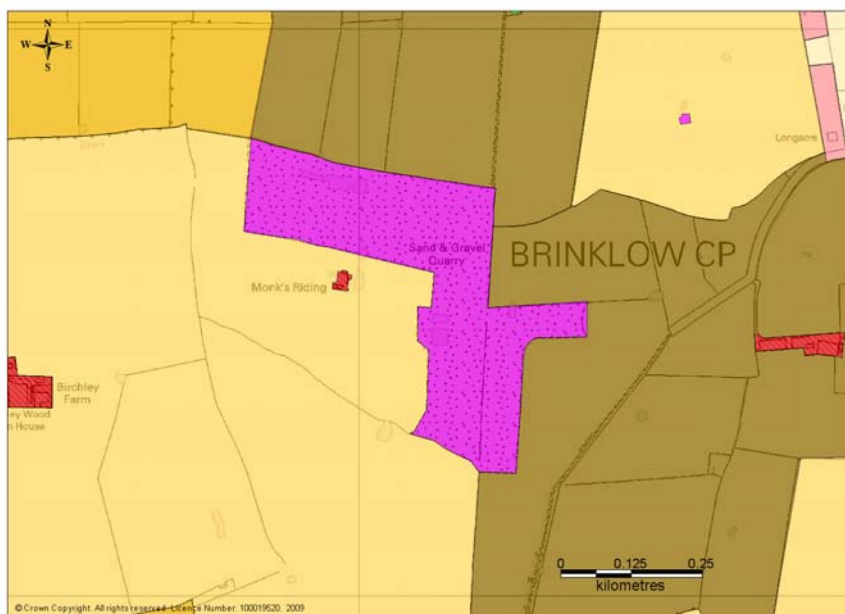 N
W E
S
Drain
Longacre
Sand & Gravel
Quarry
BRINKLOW CP
Monk's Riding
Birchley
Farm
ley Wood
n House
0 0.125 0.25
kilometres
© Crown Copyright. All rights reserved. Licence Number: 100019520. 2009